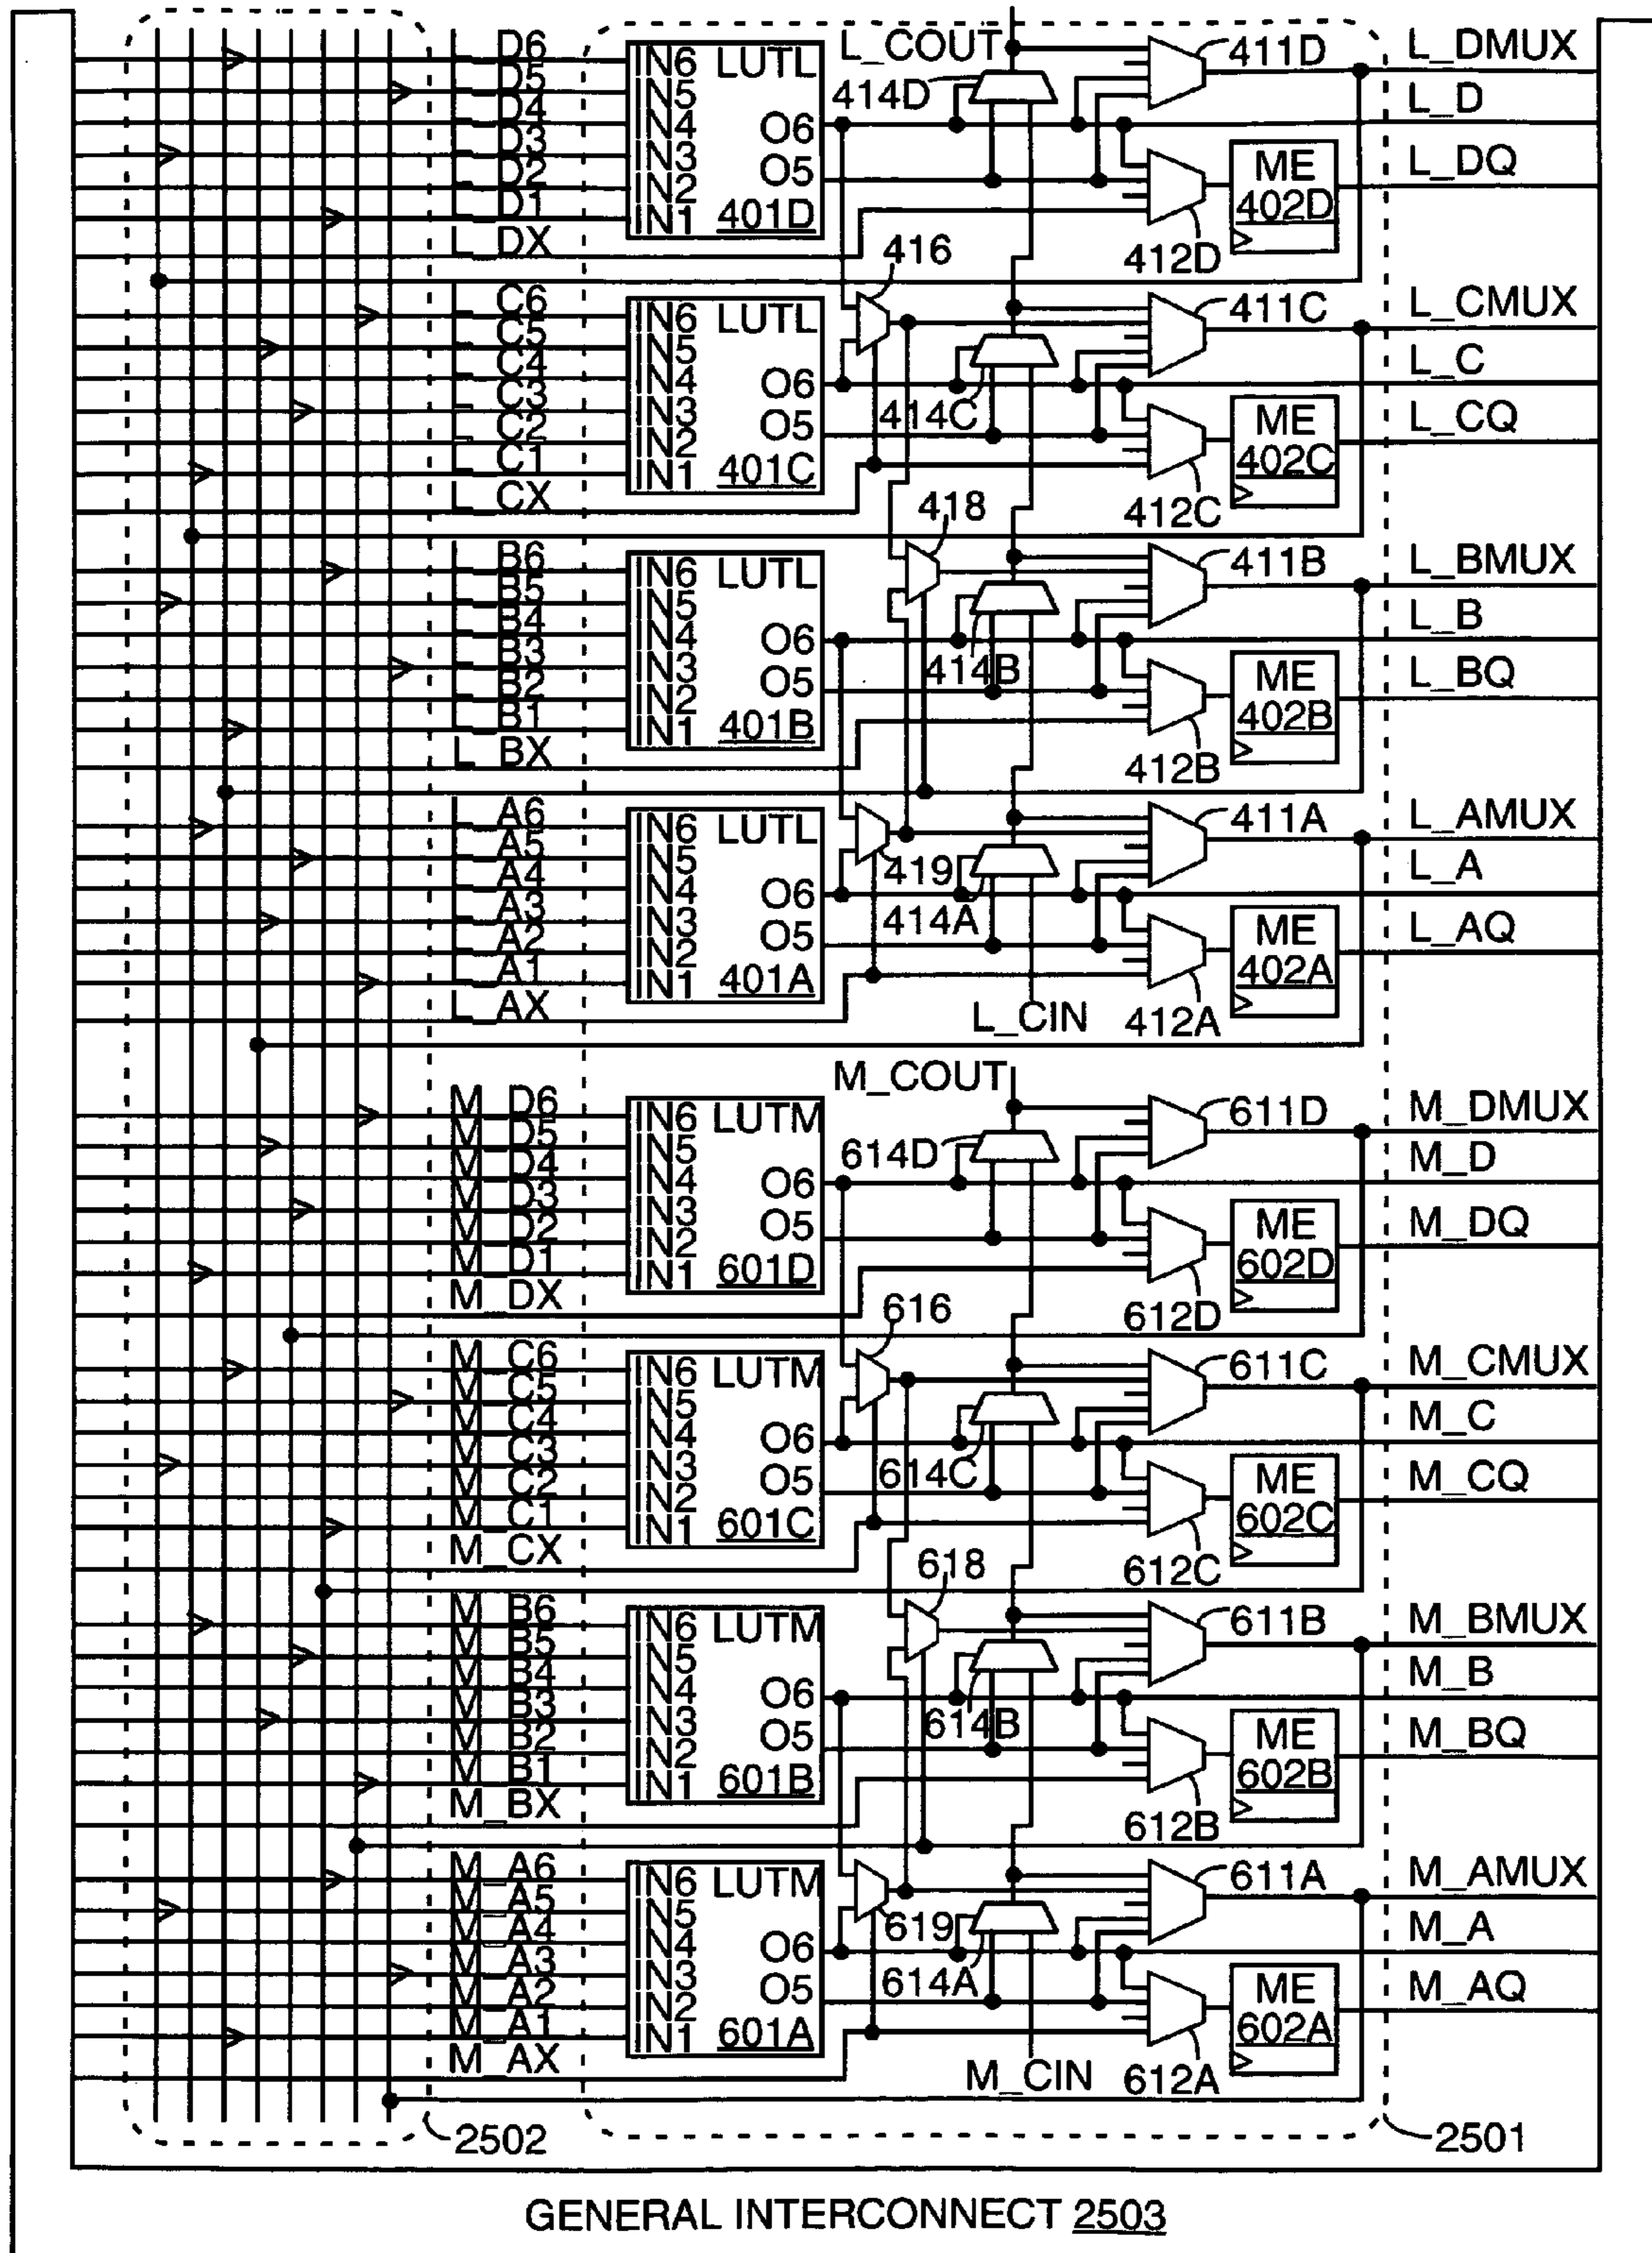 L_D6
L_D5
L_D4
L_D3
L_D2
L_D1
L_DX
IN6 LUTL
IN5
IN4
IN3
IN2
IN1
O6
O5
401D
L_COUT
414D
411D
412D
ME
402D
L_DMUX
L_D
L_DQ
416
L_C6
L_C5
L_C4
L_C3
L_C2
L_C1
L_CX
IN6 LUTL
IN5
IN4
IN3
IN2
IN1
O6
O5
401C
414C
411C
412C
ME
402C
L_CMUX
L_C
L_CQ
418
L_B6
L_B5
L_B4
L_B3
L_B2
L_B1
L_BX
IN6 LUTL
IN5
IN4
IN3
IN2
IN1
O6
O5
401B
414B
411B
412B
ME
402B
L_BMUX
L_B
L_BQ
L_A6
L_A5
L_A4
L_A3
L_A2
L_A1
L_AX
IN6 LUTL
IN5
IN4
IN3
IN2
IN1
O6
O5
401A
419
414A
L_CIN
411A
412A
ME
402A
L_AMUX
L_A
L_AQ
M_COUT
M_D6
M_D5
M_D4
M_D3
M_D2
M_D1
M_DX
IN6 LUTM
IN5
IN4
IN3
IN2
IN1
O6
O5
601D
614D
611D
612D
ME
602D
M_DMUX
M_D
M_DQ
616
M_C6
M_C5
M_C4
M_C3
M_C2
M_C1
M_CX
IN6 LUTM
IN5
IN4
IN3
IN2
IN1
O6
O5
601C
614C
611C
612C
ME
602C
M_CMUX
M_C
M_CQ
618
M_B6
M_B5
M_B4
M_B3
M_B2
M_B1
M_BX
IN6 LUTM
IN5
IN4
IN3
IN2
IN1
O6
O5
601B
614B
611B
612B
ME
602B
M_BMUX
M_B
M_BQ
M_A6
M_A5
M_A4
M_A3
M_A2
M_A1
M_AX
IN6 LUTM
IN5
IN4
IN3
IN2
IN1
O6
O5
601A
619
614A
M_CIN
611A
612A
ME
602A
M_AMUX
M_A
M_AQ
2502
2501
GENERAL INTERCONNECT 2503